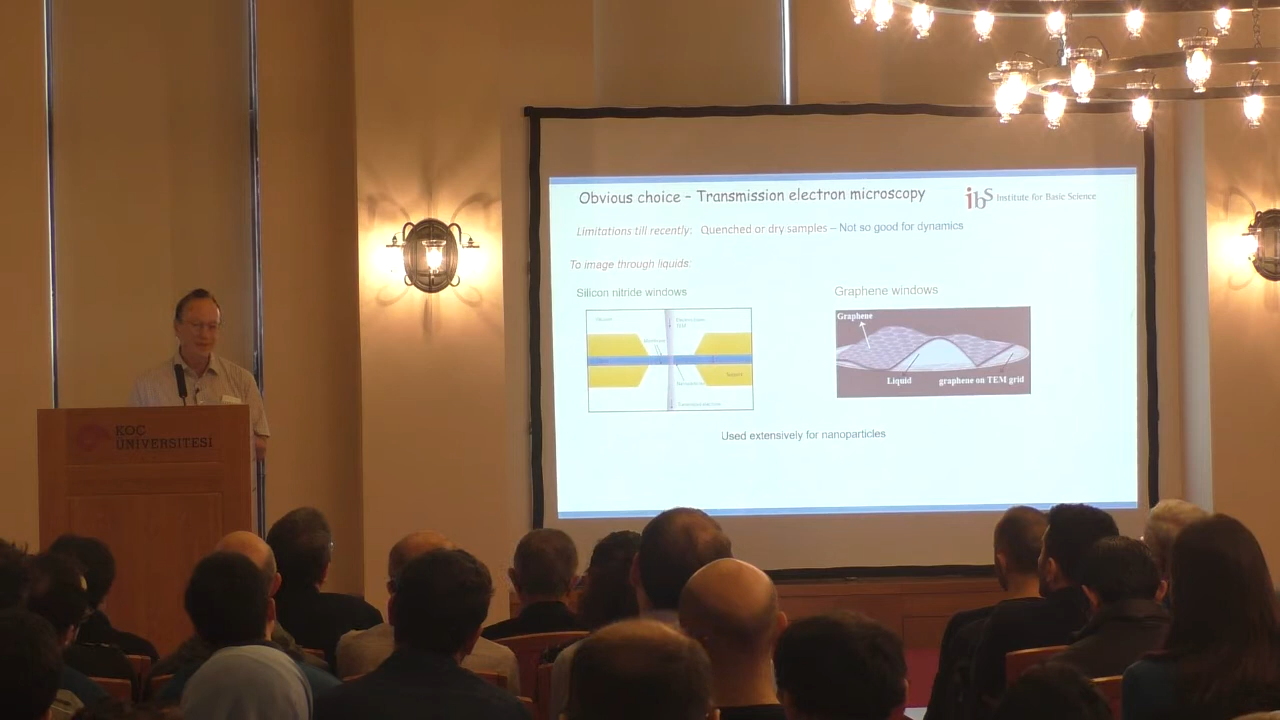 Obvious choice – Transmission electron microscopy
ibs Institute for Basic Science
Limitations till recently: Quenched or dry samples – Not so good for dynamics
To image through liquids:
Silicon nitride windows
Graphene windows
Graphene
Liquid
graphene on TEM grid
Used extensively for nanoparticles
KOÇ
ÜNİVERSİTESİ